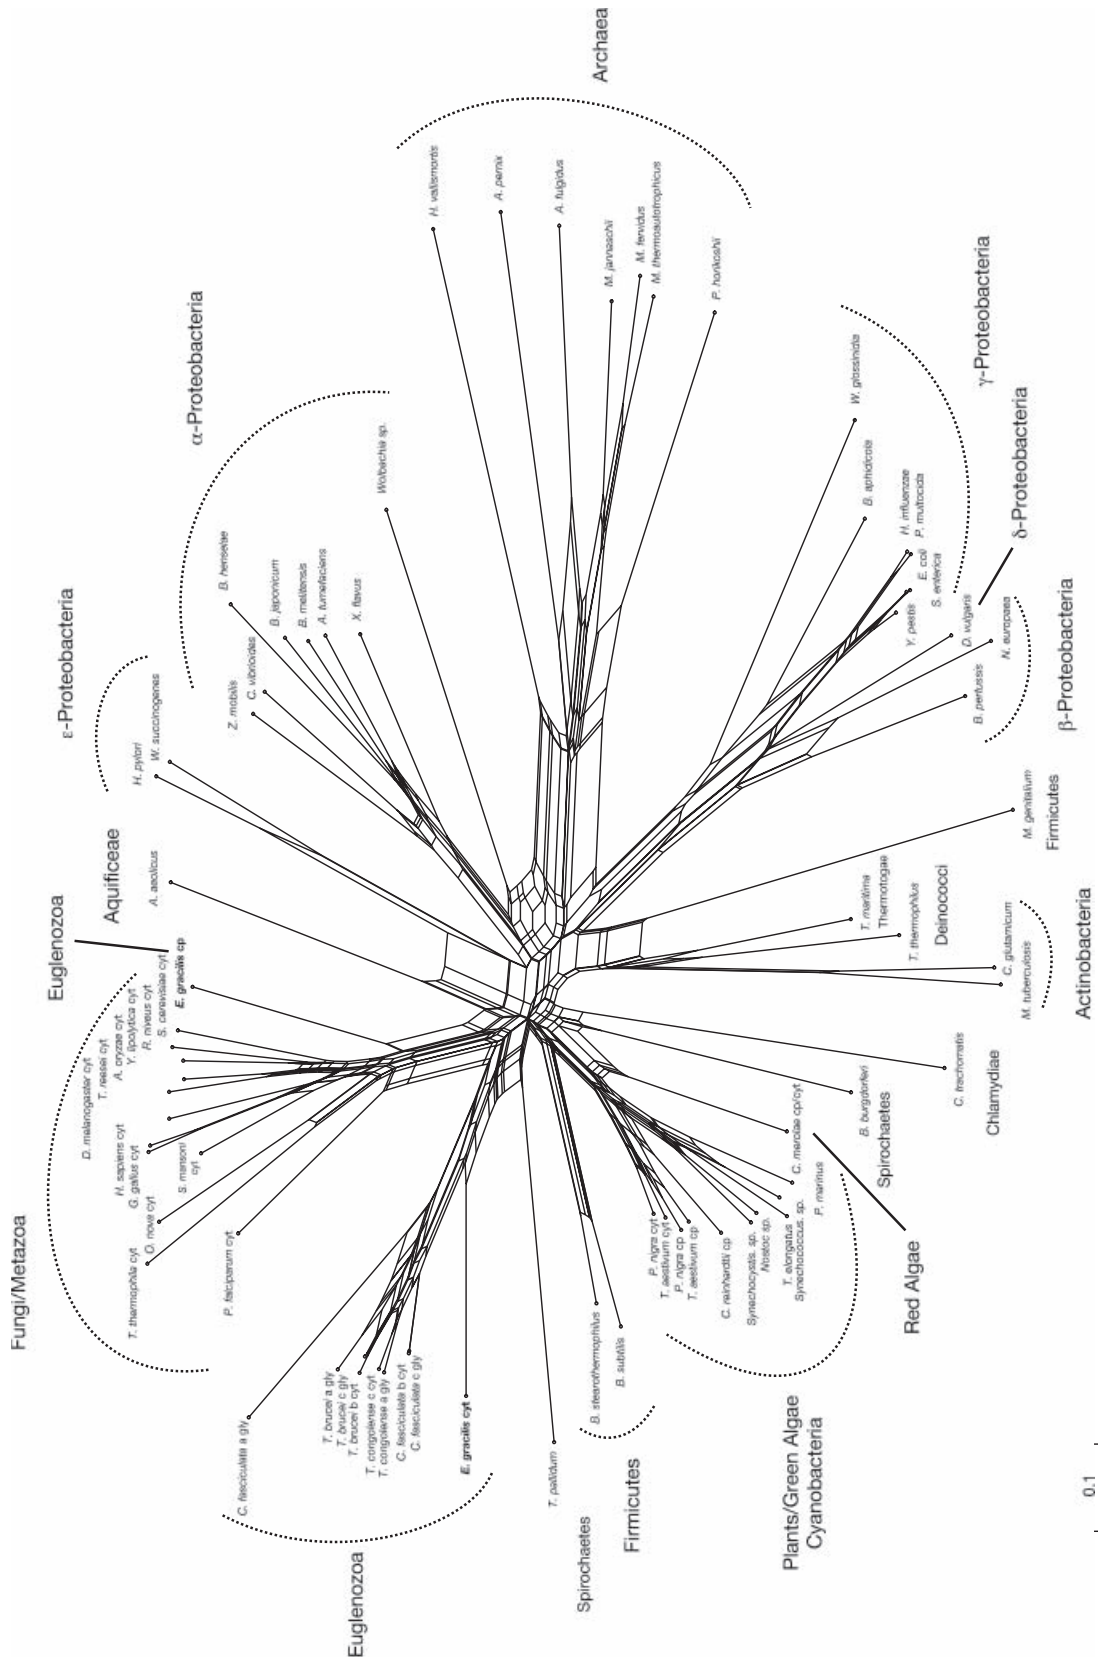 Archaea
H. vallismortis
A. pernix
A. fulgidus
M. jannaschii
M. fervidus
M. thermoautotrophicus
P. horikoshii
γ-Proteobacteria
W. glossinidia
B. aphidicola
H. influenzae
P. multocida
E. coli
S. enterica
Y. pestis
δ-Proteobacteria
D. vulgaris
β-Proteobacteria
N. europaea
B. pertussis
Firmicutes
M. genitalium
Thermotogae
T. maritima
Deinococci
T. thermophilus
Actinobacteria
C. glutamicum
M. tuberculosis
Chlamydiae
C. trachomatis
Spirochaetes
B. burgdorferi
Red Algae
C. merolae cp/cyt
Plants/Green Algae
Cyanobacteria
P. marinus
T. elongatus
Synechococcus. sp.
Nostoc sp.
Synechocystis. sp.
C. reinhardtii cp
T. aestivum cp
P. nigra cp
T. aestivum cyt
P. nigra cyt
Firmicutes
B. subtilis
B. stearothermophilus
Spirochaetes
T. pallidum
Euglenozoa
E. gracilis cyt
C. fasciculata c gly
C. fasciculata b cyt
T. congolense a gly
T. congolense c cyt
T. brucei b cyt
T. brucei c gly
T. brucei a gly
C. fasciculata a gly
Fungi/Metazoa
P. falciparum cyt
T. thermophila cyt
O. nova cyt
S. mansoni
cyt
G. gallus cyt
H. sapiens cyt
D. melanogaster cyt
T. reesei cyt
A. oryzae cyt
Y. lipolytica cyt
R. niveus cyt
S. cerevisiae cyt
Euglenozoa
E. gracilis cp
Aquificeae
A. aeolicus
ε-Proteobacteria
H. pylori
W. succinogenes
α-Proteobacteria
Z. mobilis
C. vibrioides
B. henselae
B. japonicum
B. melitensis
A. tumefaciens
X. flavus
Wolbachia sp.
0.1